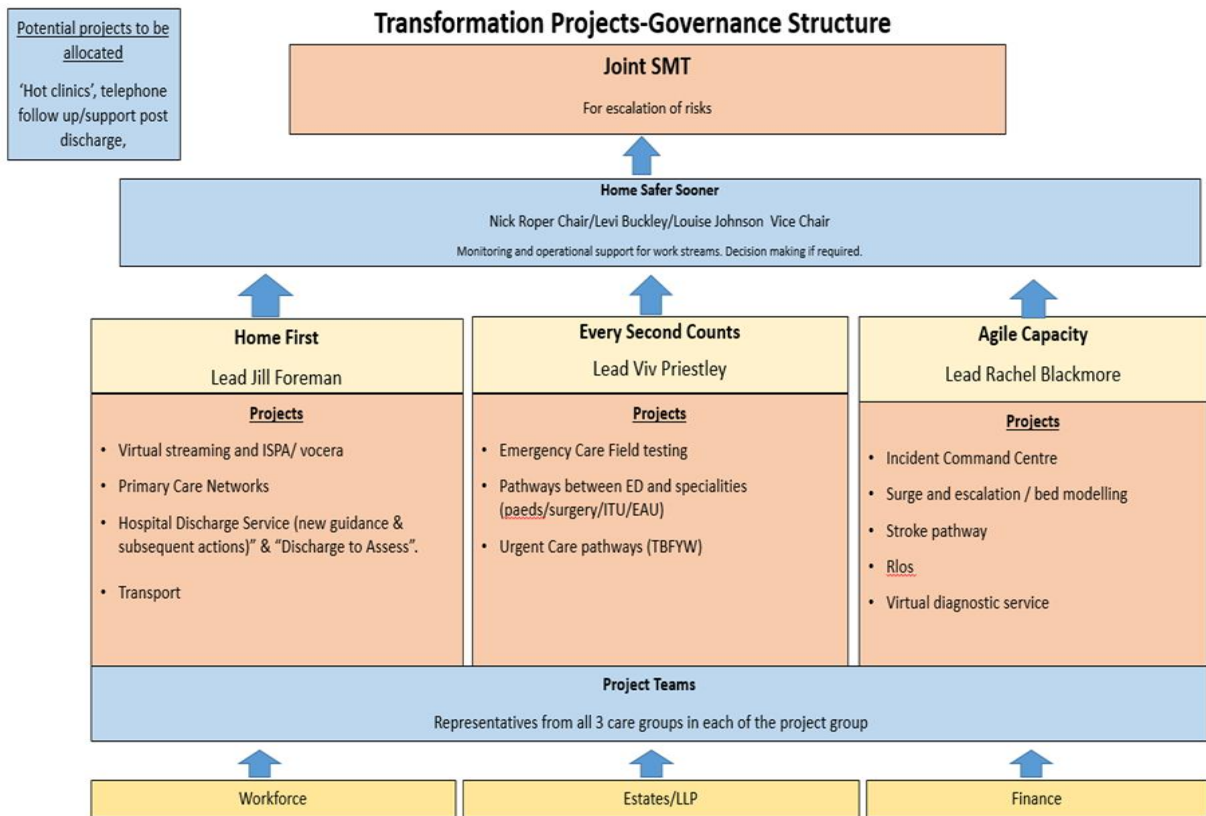 Transformation Projects-Governance Structure
Potential projects to be
allocated
‘Hot clinics’, telephone
follow up/support post
discharge,
Joint SMT
For escalation of risks
Home Safer Sooner
Nick Roper Chair/Levi Buckley/Louise Johnson Vice Chair
Monitoring and operational support for work streams. Decision making if required.
Home First
Lead Jill Foreman
Projects
• Virtual streaming and ISPA/ vocera
• Primary Care Networks
• Hospital Discharge Service (new guidance &
subsequent actions)” & “Discharge to Assess”.
• Transport
Every Second Counts
Lead Viv Priestley
Projects
• Emergency Care Field testing
• Pathways between ED and specialities
(paeds/surgery/ITU/EAU)
• Urgent Care pathways (TBFYW)
Agile Capacity
Lead Rachel Blackmore
Projects
• Incident Command Centre
• Surge and escalation / bed modelling
• Stroke pathway
• Rlos
• Virtual diagnostic service
Project Teams
Representatives from all 3 care groups in each of the project group
Workforce
Estates/LLP
Finance